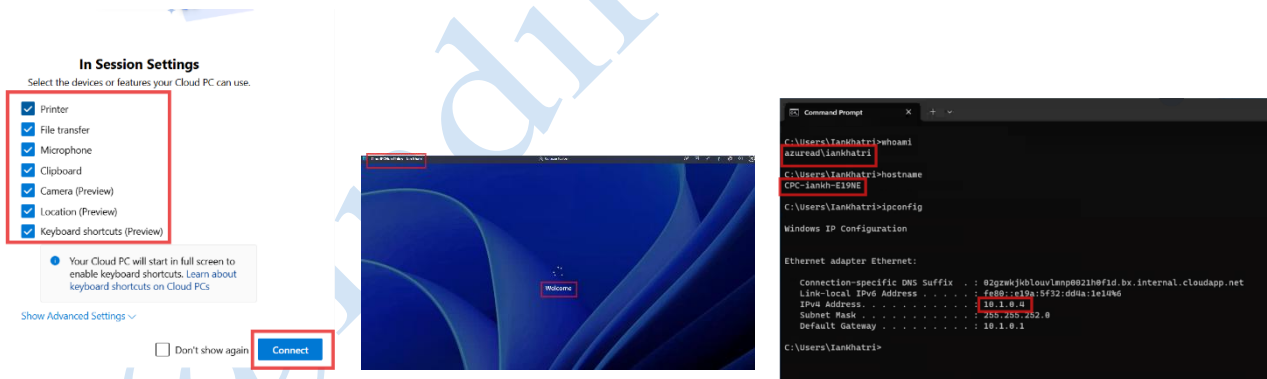 In Session Settings
Select the devices or features your Cloud PC can use.
Printer
File transfer
Microphone
Clipboard
Camera (Preview)
Location (Preview)
Keyboard shortcuts (Preview)
Your Cloud PC will start in full screen to
enable keyboard shortcuts. Learn about
keyboard shortcuts on Cloud PCs
Show Advanced Settings
Don't show again
Connect
Welcome
Command Prompt
C:\Users\IanKhatri>whoami
azuread\iankhatri
C:\Users\IanKhatri>hostname
CPC-iankh-E19NE
C:\Users\IanKhatri>ipconfig
Windows IP Configuration
Ethernet adapter Ethernet:
Connection-specific DNS Suffix . : 02gzwkjkblouvlmnp0021h0f1d.bx.internal.cloudapp.net
Link-local IPv6 Address . . . . . : fe80::e19a:5f32:dd4a:1e14%6
IPv4 Address. . . . . . . . . . . : 10.1.0.4
Subnet Mask . . . . . . . . . . . : 255.255.252.0
Default Gateway . . . . . . . . . : 10.1.0.1
C:\Users\IanKhatri>